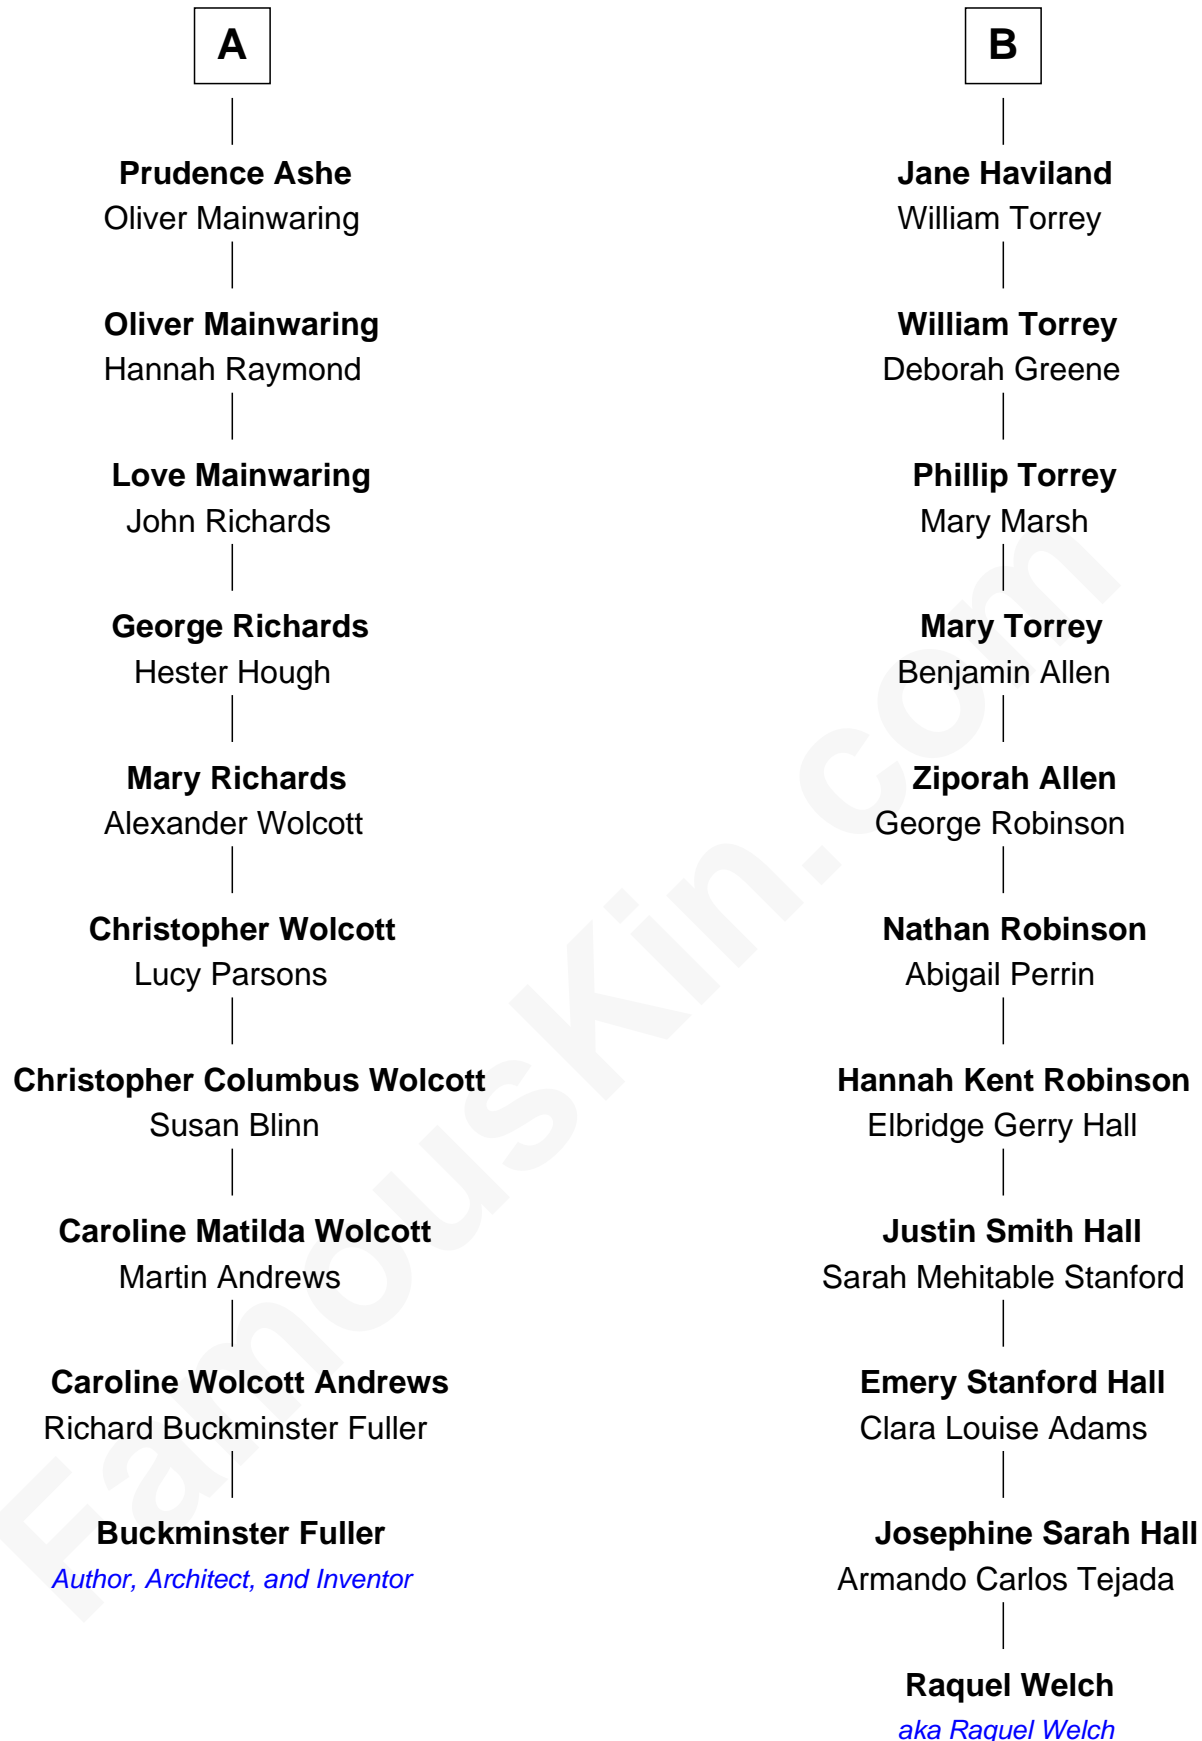 A
Prudence Ashe
Oliver Mainwaring
Oliver Mainwaring
Hannah Raymond
Love Mainwaring
John Richards
George Richards
Hester Hough
Mary Richards
Alexander Wolcott
Christopher Wolcott
Lucy Parsons
Christopher Columbus Wolcott
Susan Blinn
Caroline Matilda Wolcott
Martin Andrews
Caroline Wolcott Andrews
Richard Buckminster Fuller
Buckminster Fuller
Author, Architect, and Inventor
B
Jane Haviland
William Torrey
William Torrey
Deborah Greene
Phillip Torrey
Mary Marsh
Mary Torrey
Benjamin Allen
Ziporah Allen
George Robinson
Nathan Robinson
Abigail Perrin
Hannah Kent Robinson
Elbridge Gerry Hall
Justin Smith Hall
Sarah Mehitable Stanford
Emery Stanford Hall
Clara Louise Adams
Josephine Sarah Hall
Armando Carlos Tejada
Raquel Welch
aka Raquel Welch
FamousKin.com